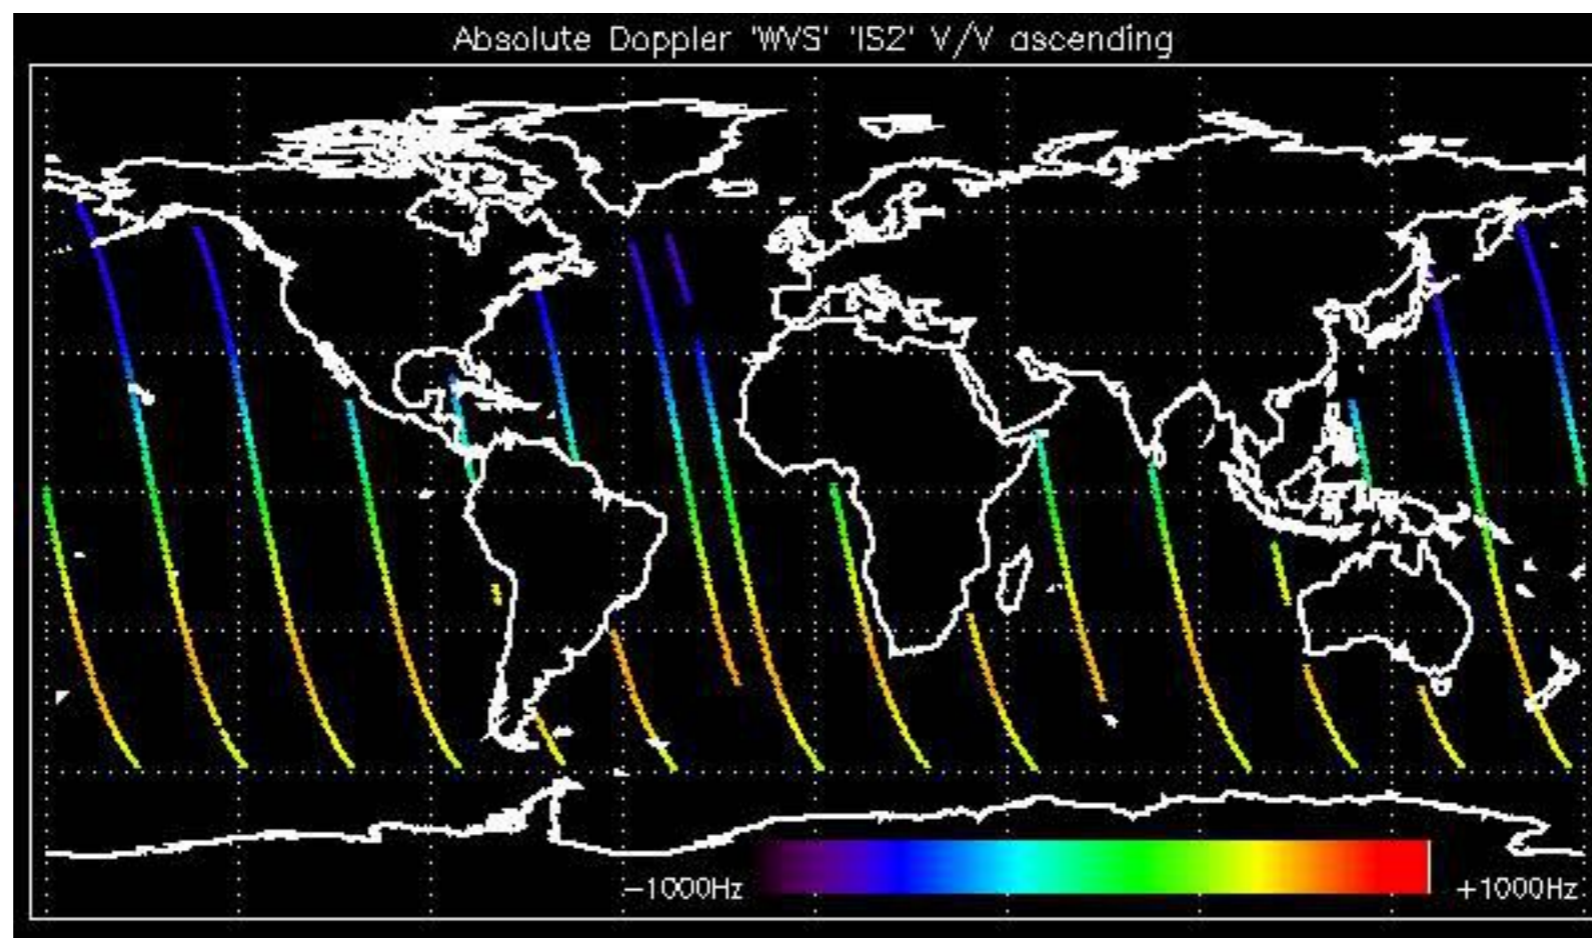 Absolute Doppler 'WVS' 'IS2' V/V ascending
-1000Hz
+1000Hz